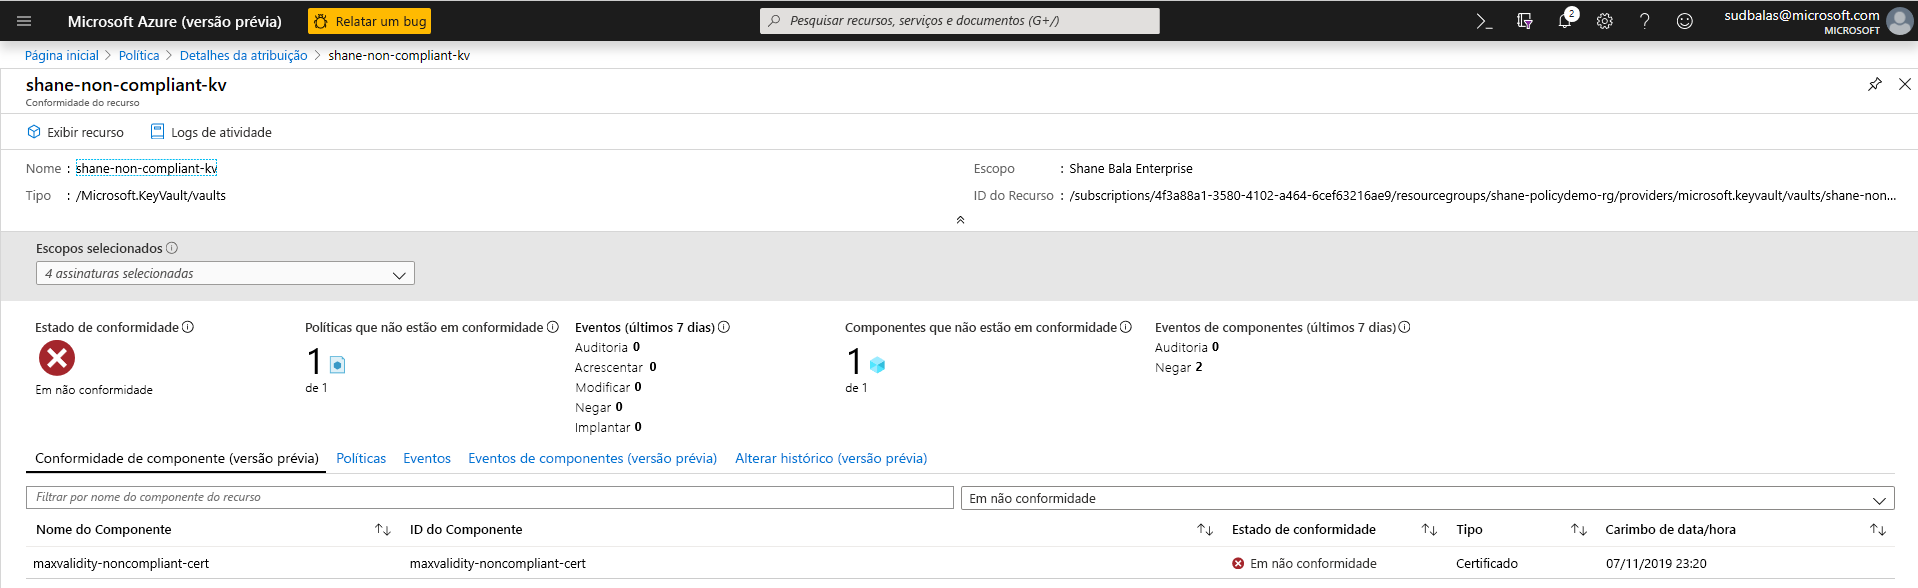 Microsoft Azure (versão prévia)
Relatar um bug
Pesquisar recursos, serviços e documentos (G+/)
2
sudbalas@microsoft.com
MICROSOFT
Página inicial > Política > Detalhes da atribuição > shane-non-compliant-kv
shane-non-compliant-kv
Conformidade do recurso
Exibir recurso
Logs de atividade
Nome : shane-non-compliant-kv
Escopo : Shane Bala Enterprise
Tipo : /Microsoft.KeyVault/vaults
ID do Recurso : /subscriptions/4f3a88a1-3580-4102-a464-6cef63216ae9/resourcegroups/shane-policydemo-rg/providers/microsoft.keyvault/vaults/shane-non...
Escopos selecionados
4 assinaturas selecionadas
Estado de conformidade
Em não conformidade
Políticas que não estão em conformidade
1
de 1
Eventos (últimos 7 dias)
Auditoria 0
Acrescentar 0
Modificar 0
Negar 0
Implantar 0
Componentes que não estão em conformidade
1
de 1
Eventos de componentes (últimos 7 dias)
Auditoria 0
Negar 2
Conformidade de componente (versão prévia) Políticas Eventos Eventos de componentes (versão prévia) Alterar histórico (versão prévia)
Filtrar por nome do componente do recurso
Em não conformidade
Nome do Componente ID do Componente Estado de conformidade Tipo Carimbo de data/hora
maxvalidity-noncompliant-cert maxvalidity-noncompliant-cert Em não conformidade Certificado 07/11/2019 23:20